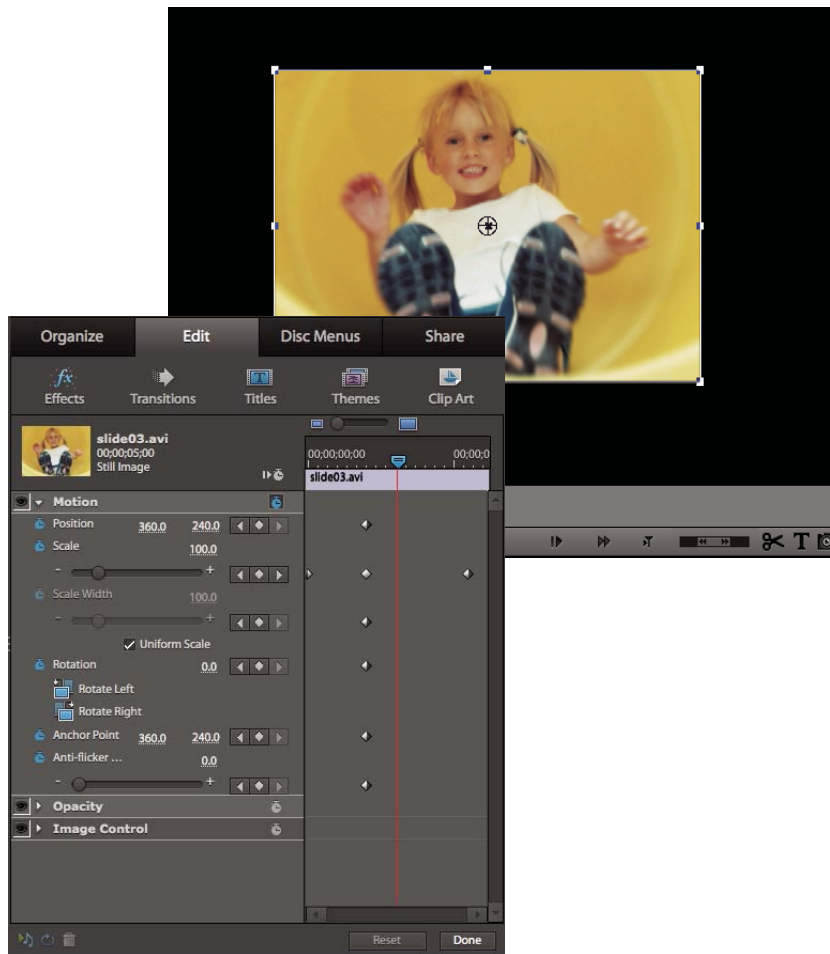 Organize Edit Disc Menus Share
Effects Transitions Titles Themes Clip Art
slide03.avi
00;00;05;00
Still Image
00;00;00;00 00;00;0
slide03.avi
Motion
Position 360.0 240.0
Scale 100.0
- +
Scale Width 100.0
- +
Uniform Scale
Rotation 0.0
Rotate Left
Rotate Right
Anchor Point 360.0 240.0
Anti-flicker ... 0.0
- +
Opacity
Image Control
Reset Done